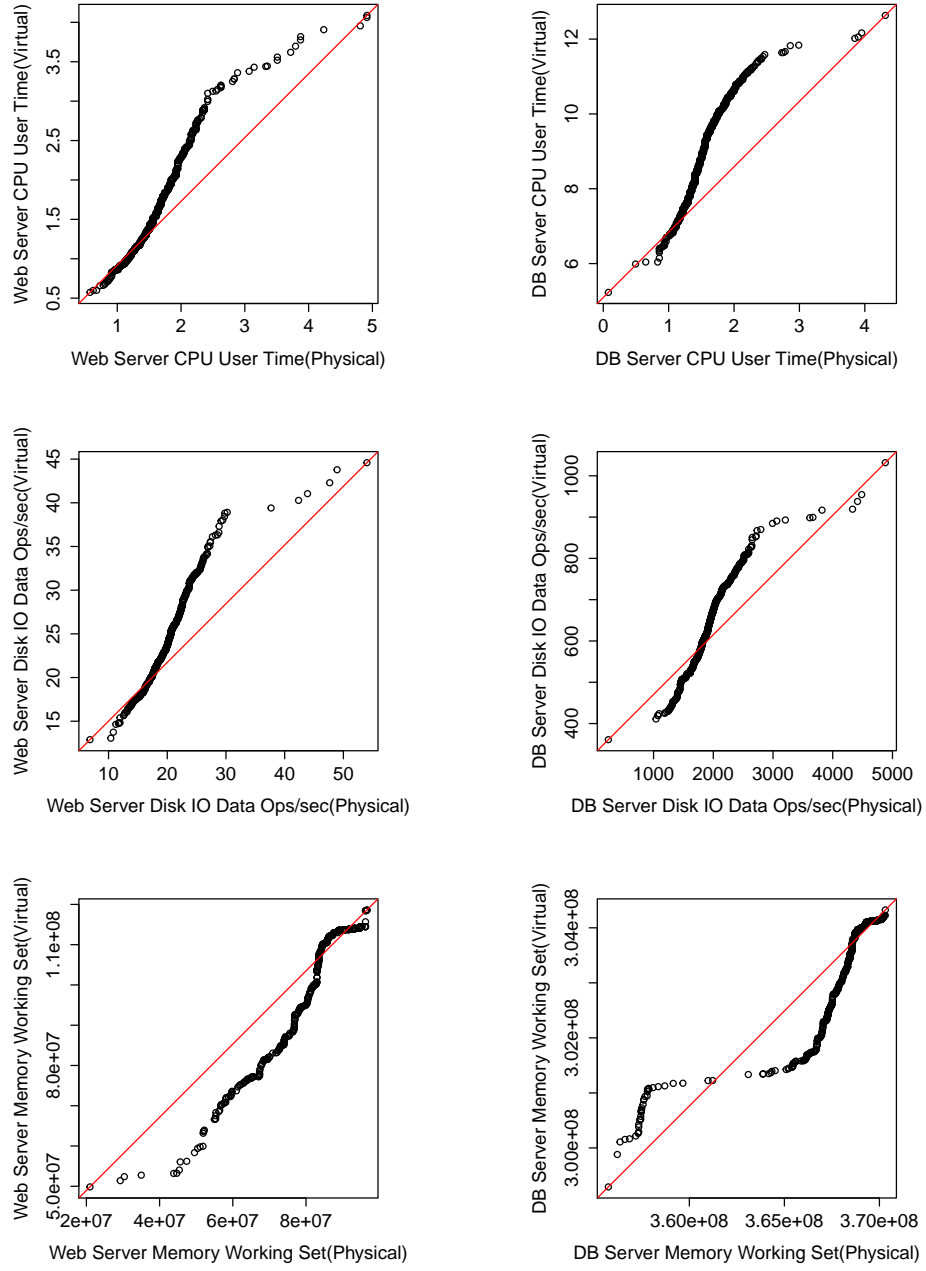 Web Server CPU User Time(Virtual)
0.5 1.5 2.5 3.5
1 2 3 4 5
Web Server CPU User Time(Physical)
DB Server CPU User Time(Virtual)
6 8 10 12
0 1 2 3 4
DB Server CPU User Time(Physical)
Web Server Disk IO Data Ops/sec(Virtual)
15 20 25 30 35 40 45
10 20 30 40 50
Web Server Disk IO Data Ops/sec(Physical)
DB Server Disk IO Data Ops/sec(Virtual)
400 600 800 1000
1000 2000 3000 4000 5000
DB Server Disk IO Data Ops/sec(Physical)
Web Server Memory Working Set(Virtual)
5.0e+07 8.0e+07 1.1e+08
2e+07 4e+07 6e+07 8e+07
Web Server Memory Working Set(Physical)
DB Server Memory Working Set(Virtual)
3.00e+08 3.02e+08 3.04e+08
3.60e+08 3.65e+08 3.70e+08
DB Server Memory Working Set(Physical)